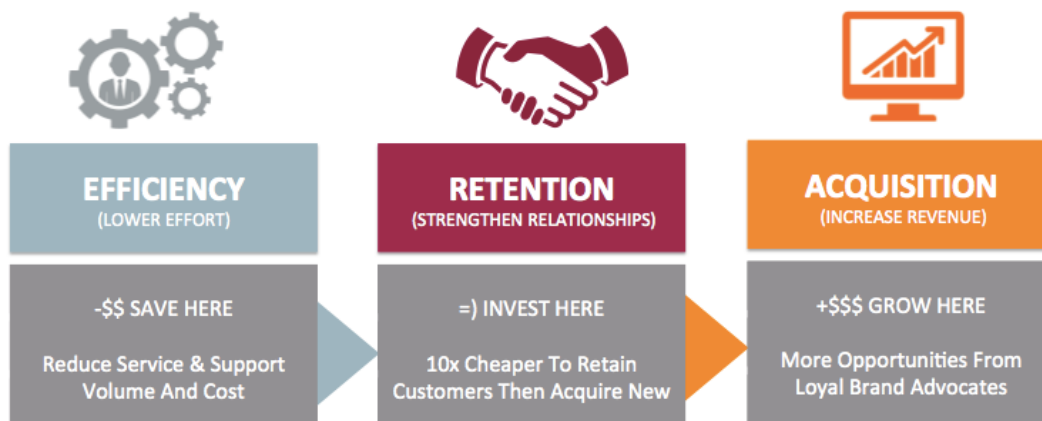 EFFICIENCY
(LOWER EFFORT)
-$$ SAVE HERE
Reduce Service & Support
Volume And Cost
RETENTION
(STRENGTHEN RELATIONSHIPS)
=) INVEST HERE
10x Cheaper To Retain
Customers Then Acquire New
ACQUISITION
(INCREASE REVENUE)
+$$$ GROW HERE
More Opportunities From
Loyal Brand Advocates